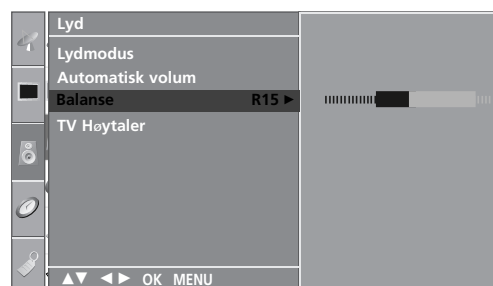 Lyd
Lydmodus
Automatisk volum
Balanse R15 ►
TV Høytaler
▲▼ ◄► OK MENU